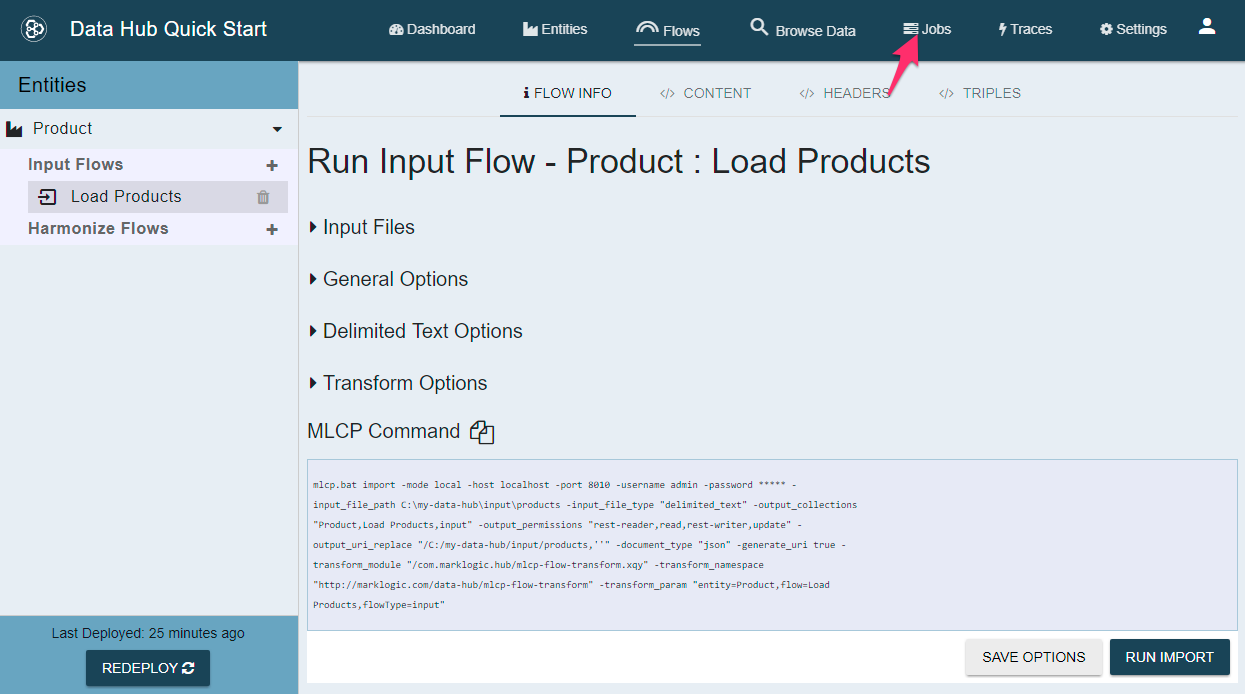 Data Hub Quick Start
Dashboard
Entities
Flows
Browse Data
Jobs
Traces
Settings
Entities
Product
Input Flows +
Load Products
Harmonize Flows +
Last Deployed: 25 minutes ago
REDEPLOY
FLOW INFO
</> CONTENT
</> HEADERS
</> TRIPLES
Run Input Flow - Product : Load Products
Input Files
General Options
Delimited Text Options
Transform Options
MLCP Command
mlcp.bat import -mode local -host localhost -port 8010 -username admin -password ***** -
input_file_path C:\my-data-hub\input\products -input_file_type "delimited_text" -output_collections
"Product,Load Products,input" -output_permissions "rest-reader,read,rest-writer,update" -
output_uri_replace "/C:/my-data-hub/input/products,''" -document_type "json" -generate_uri true -
transform_module "/com.marklogic.hub/mlcp-flow-transform.xqy" -transform_namespace
"http://marklogic.com/data-hub/mlcp-flow-transform" -transform_param "entity=Product,flow=Load
Products,flowType=input"
SAVE OPTIONS
RUN IMPORT